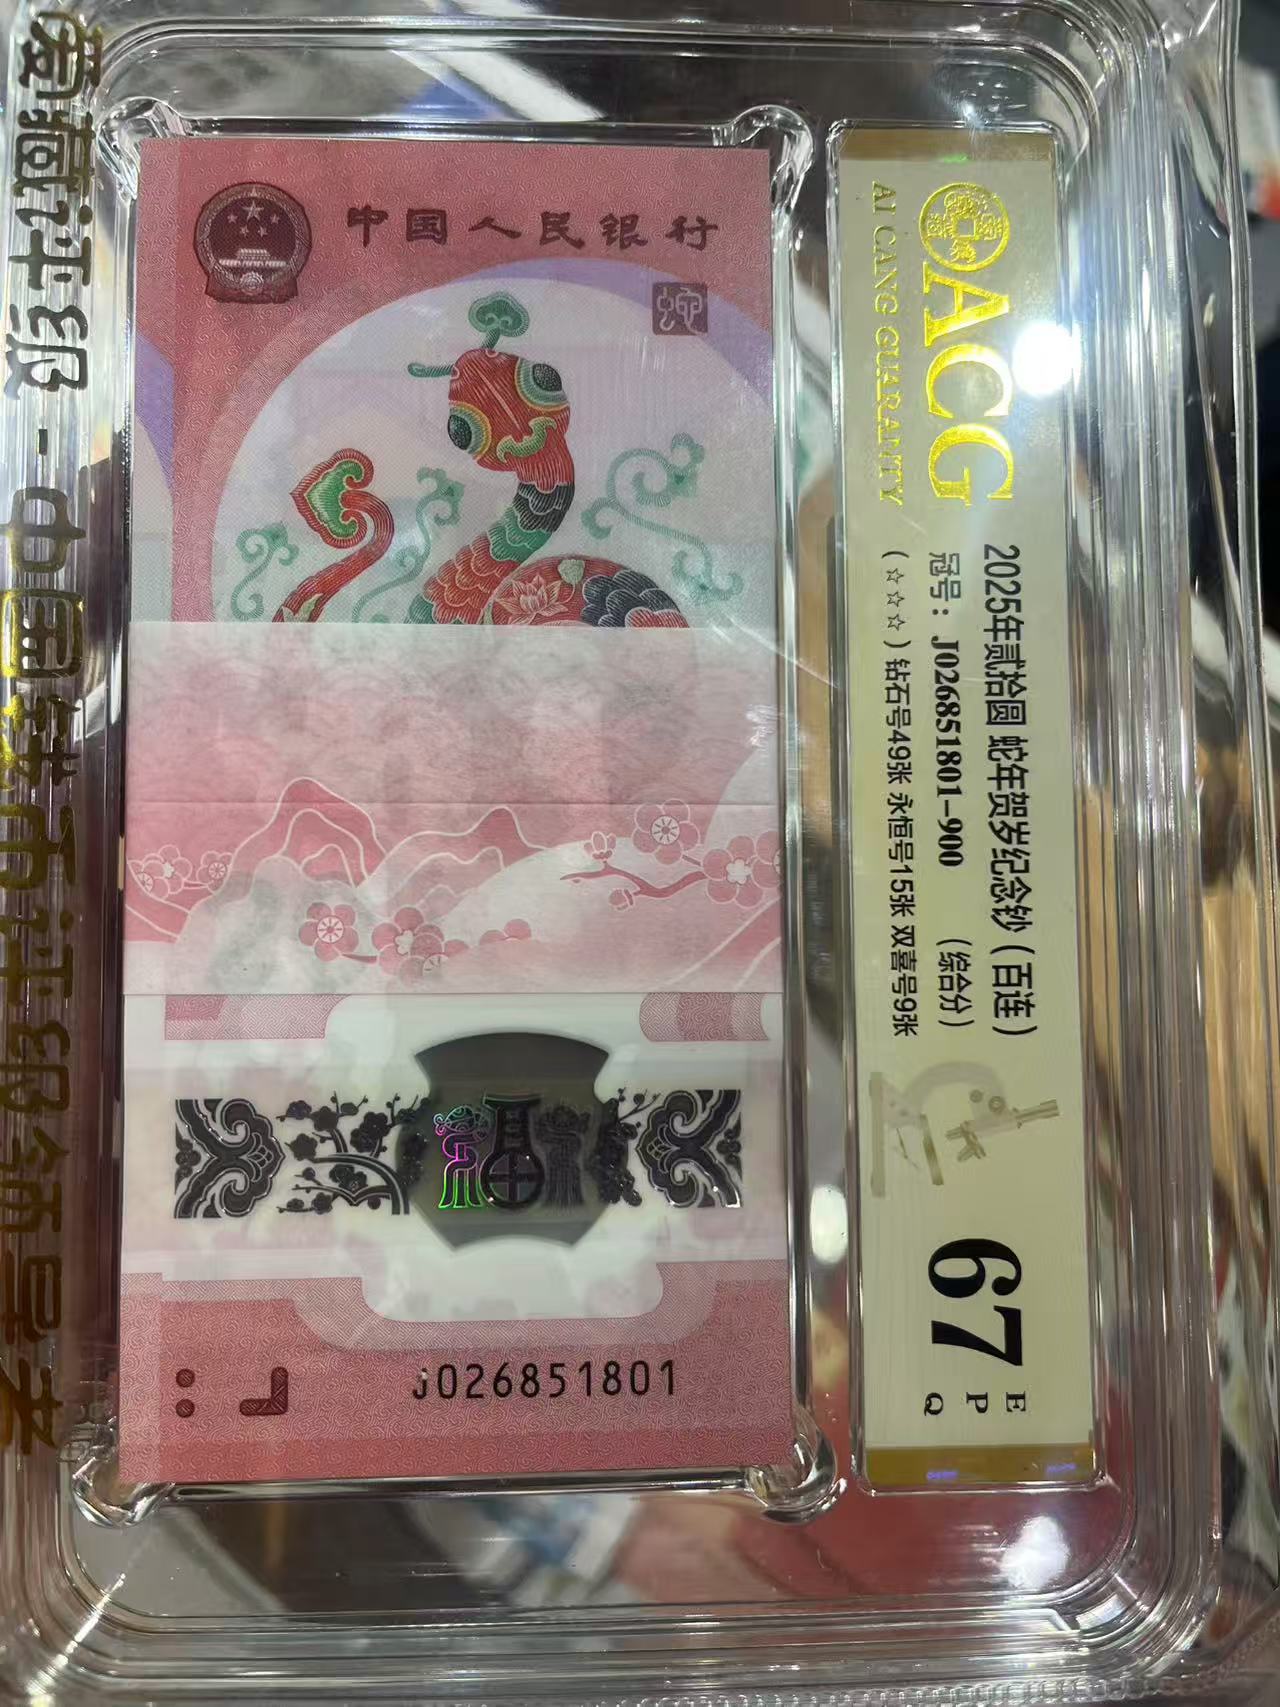 爱藏评级 - 中国钱币评级领导者
中国人民银行
蛇
J026851801
ACG
AI CANG GUARANTY
2025年贰拾圆 蛇年贺岁纪念钞（百连）
冠号：J026851801-900 （综合分）
（☆☆☆）钻石号49张 永恒号15张 双喜号9张
67
EPQ